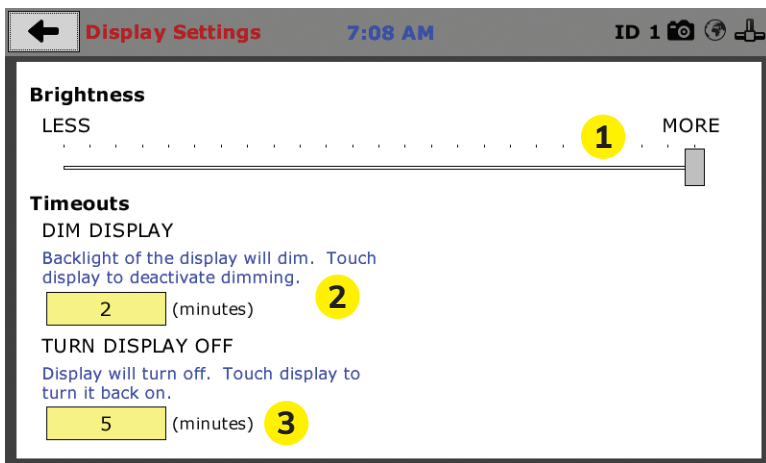 Display Settings 7:08 AM ID 1
Brightness
LESS MORE
1
Timeouts
DIM DISPLAY
Backlight of the display will dim. Touch
display to deactivate dimming.
2 (minutes)
2
TURN DISPLAY OFF
Display will turn off. Touch display to
turn it back on.
5 (minutes) 3